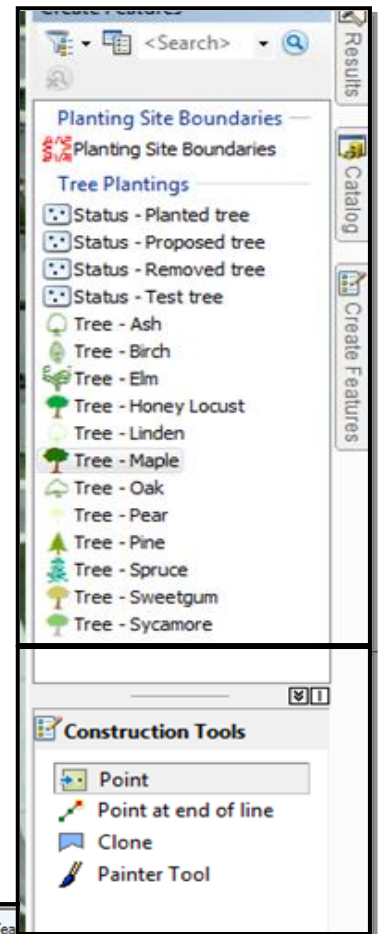 Create Features
<Search>
Planting Site Boundaries
Planting Site Boundaries
Tree Plantings
Status - Planted tree
Status - Proposed tree
Status - Removed tree
Status - Test tree
Tree - Ash
Tree - Birch
Tree - Elm
Tree - Honey Locust
Tree - Linden
Tree - Maple
Tree - Oak
Tree - Pear
Tree - Pine
Tree - Spruce
Tree - Sweetgum
Tree - Sycamore
Construction Tools
Point
Point at end of line
Clone
Painter Tool
Results
Catalog
Create Features